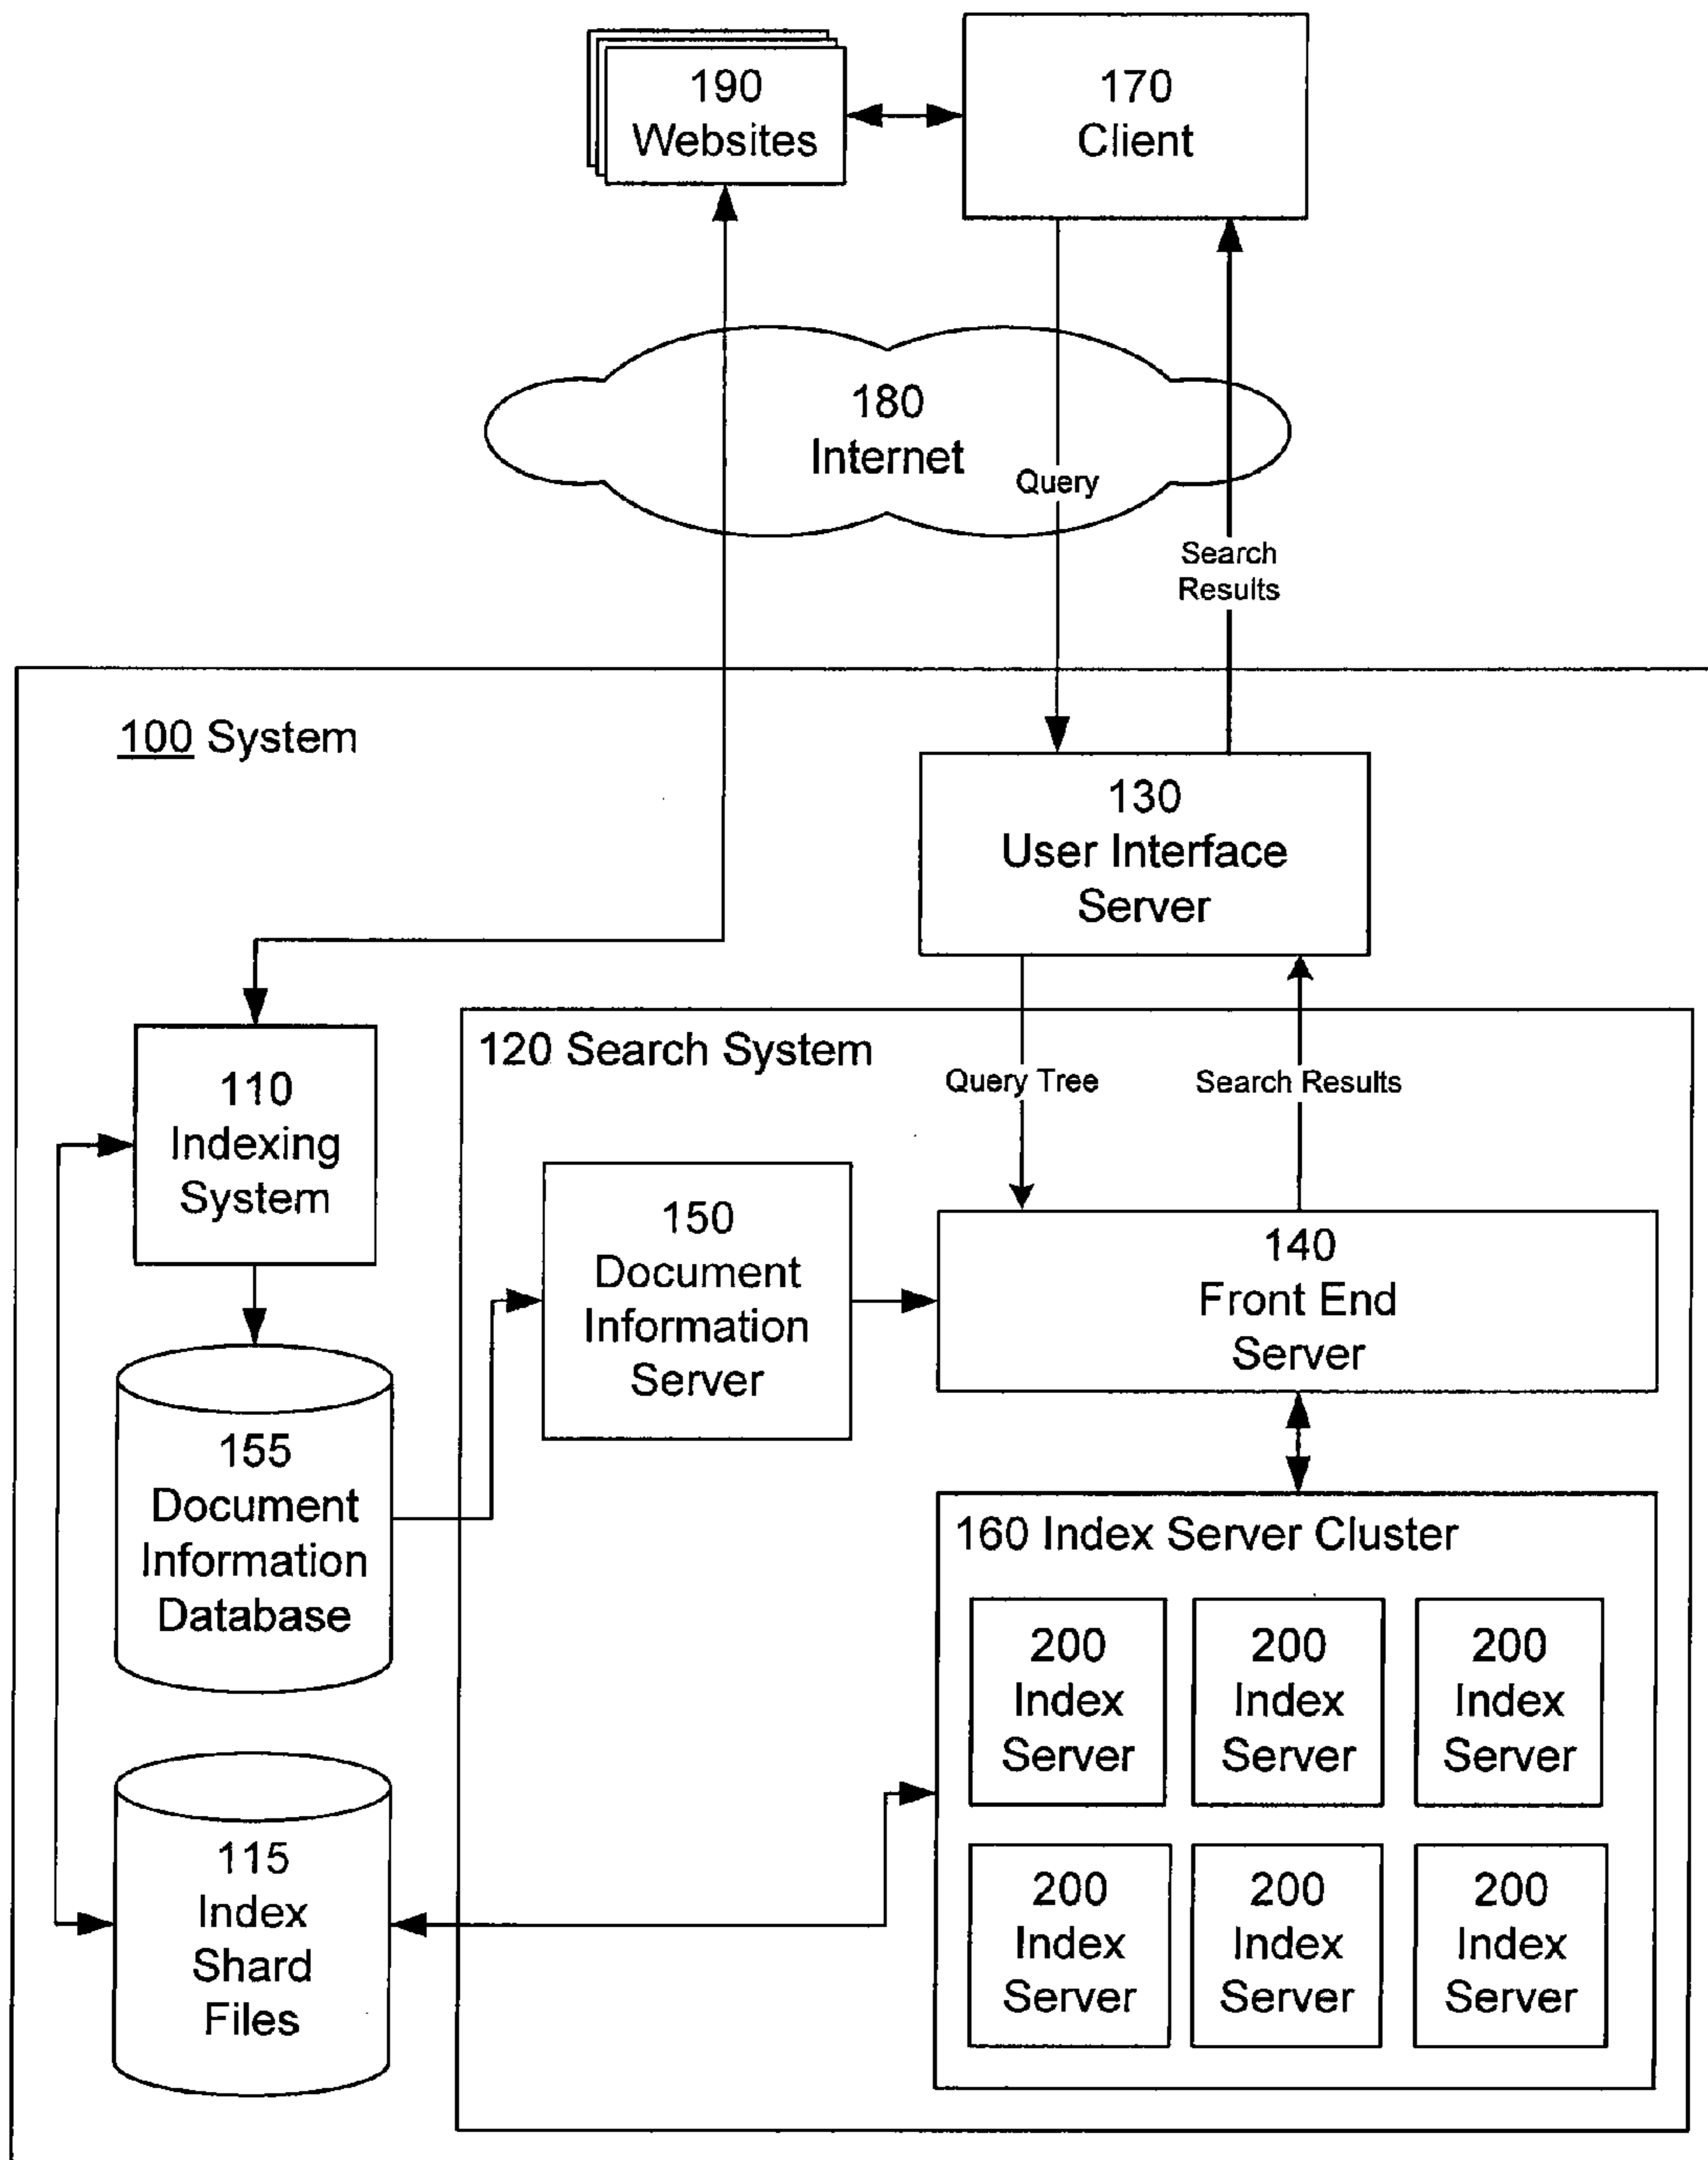 190
Websites
170
Client
180
Internet
Query
Search
Results
100 System
130
User Interface
Server
120 Search System
Query Tree
Search Results
110
Indexing
System
150
Document
Information
Server
140
Front End
Server
155
Document
Information
Database
160 Index Server Cluster
200
Index
Server
200
Index
Server
200
Index
Server
115
Index
Shard
Files
200
Index
Server
200
Index
Server
200
Index
Server